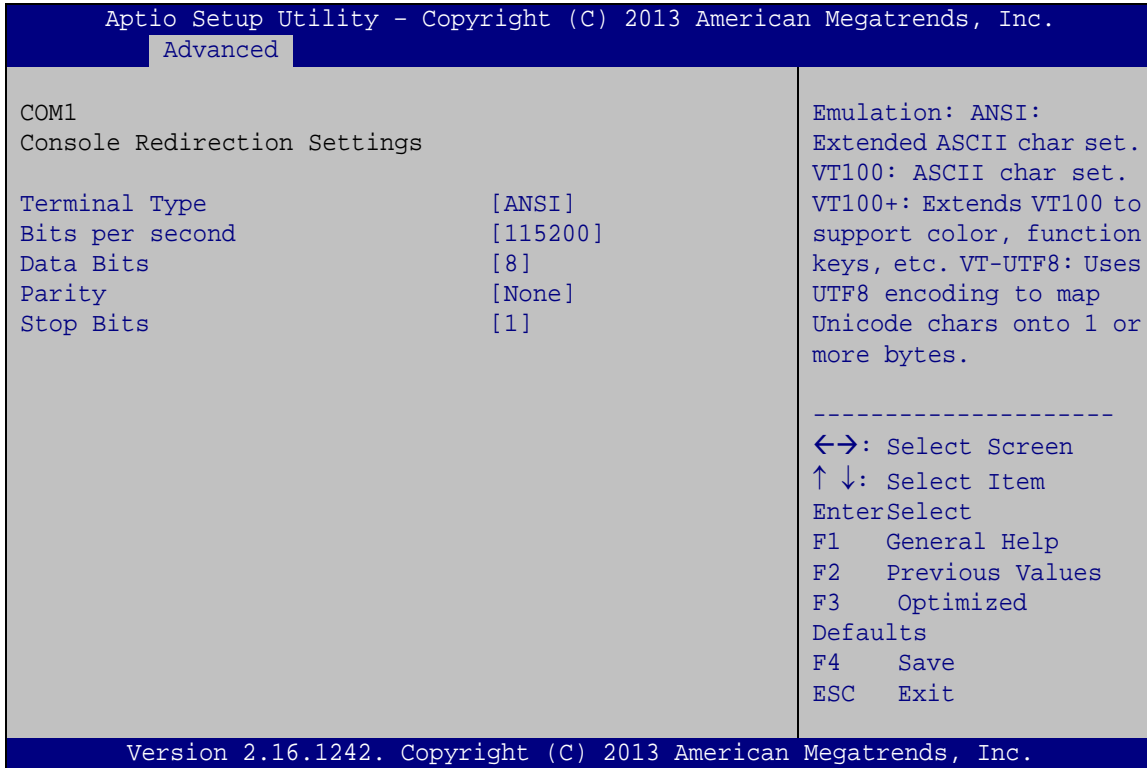 Aptio Setup Utility – Copyright (C) 2013 American Megatrends, Inc.
Advanced
COM1
Console Redirection Settings
Terminal Type [ANSI]
Bits per second [115200]
Data Bits [8]
Parity [None]
Stop Bits [1]
Emulation: ANSI:
Extended ASCII char set.
VT100: ASCII char set.
VT100+: Extends VT100 to
support color, function
keys, etc. VT-UTF8: Uses
UTF8 encoding to map
Unicode chars onto 1 or
more bytes.
---------------------
←→: Select Screen
↑ ↓: Select Item
EnterSelect
F1 General Help
F2 Previous Values
F3 Optimized
Defaults
F4 Save
ESC Exit
Version 2.16.1242. Copyright (C) 2013 American Megatrends, Inc.